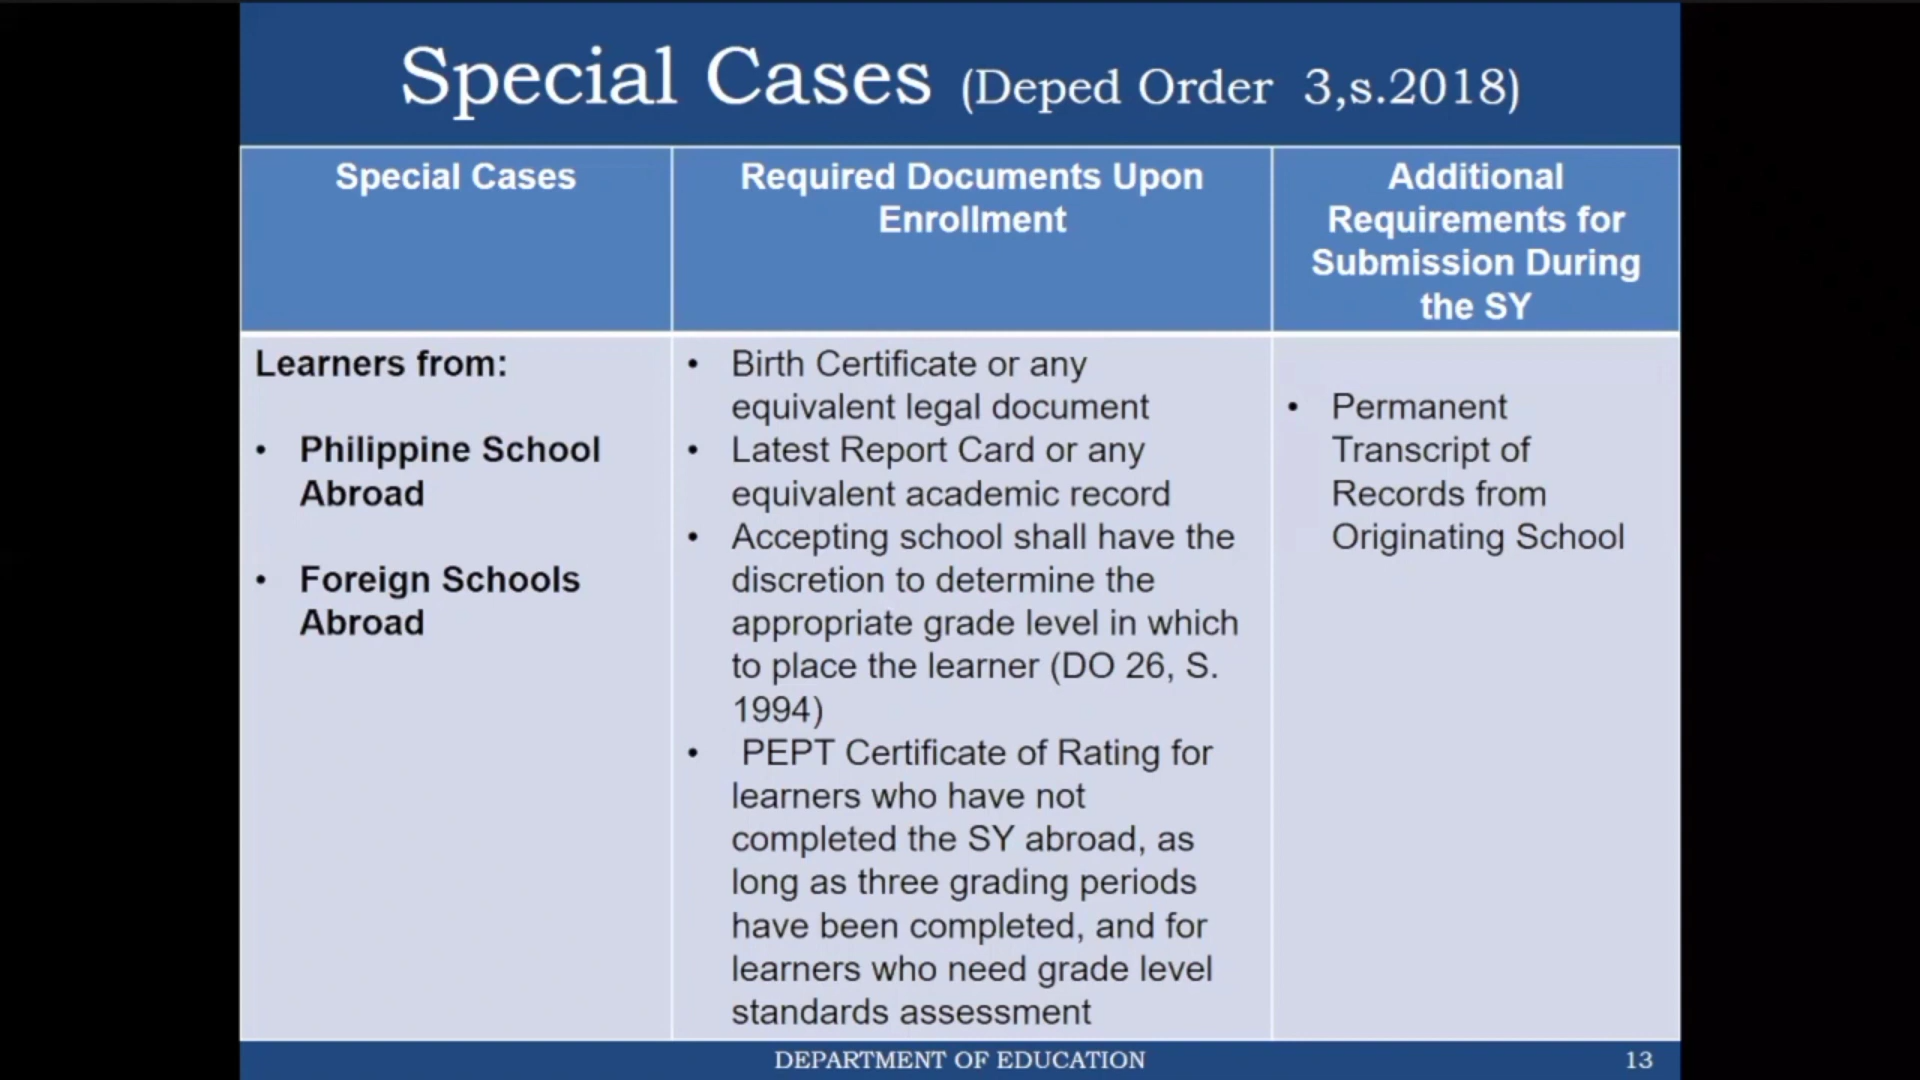 Special Cases (Deped Order 3,s.2018)
Special Cases
Required Documents Upon
Enrollment
Additional
Requirements for
Submission During
the SY
Learners from:
• Philippine School
Abroad
• Foreign Schools
Abroad
• Birth Certificate or any
equivalent legal document
• Latest Report Card or any
equivalent academic record
• Accepting school shall have the
discretion to determine the
appropriate grade level in which
to place the learner (DO 26, S.
1994)
• PEPT Certificate of Rating for
learners who have not
completed the SY abroad, as
long as three grading periods
have been completed, and for
learners who need grade level
standards assessment
• Permanent
Transcript of
Records from
Originating School
DEPARTMENT OF EDUCATION
13